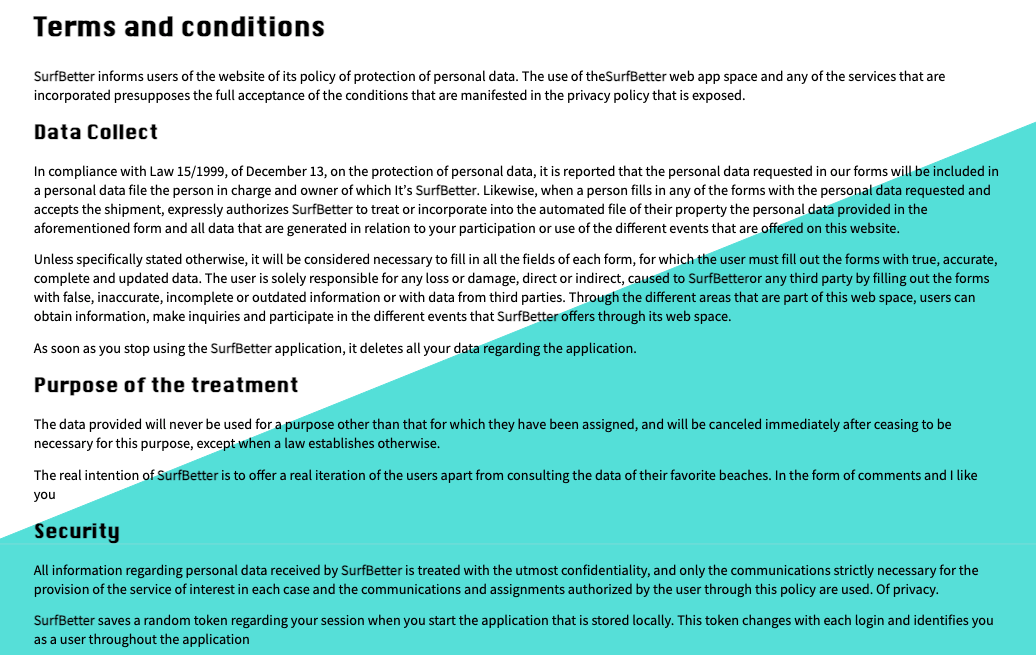 Terms and conditions
SurfBetter informs users of the website of its policy of protection of personal data. The use of theSurfBetter web app space and any of the services that are
incorporated presupposes the full acceptance of the conditions that are manifested in the privacy policy that is exposed.
Data Collect
In compliance with Law 15/1999, of December 13, on the protection of personal data, it is reported that the personal data requested in our forms will be included in
a personal data file the person in charge and owner of which It's SurfBetter. Likewise, when a person fills in any of the forms with the personal data requested and
accepts the shipment, expressly authorizes SurfBetter to treat or incorporate into the automated file of their property the personal data provided in the
aforementioned form and all data that are generated in relation to your participation or use of the different events that are offered on this website.
Unless specifically stated otherwise, it will be considered necessary to fill in all the fields of each form, for which the user must fill out the forms with true, accurate,
complete and updated data. The user is solely responsible for any loss or damage, direct or indirect, caused to SurfBetteror any third party by filling out the forms
with false, inaccurate, incomplete or outdated information or with data from third parties. Through the different areas that are part of this web space, users can
obtain information, make inquiries and participate in the different events that SurfBetter offers through its web space.
As soon as you stop using the SurfBetter application, it deletes all your data regarding the application.
Purpose of the treatment
The data provided will never be used for a purpose other than that for which they have been assigned, and will be canceled immediately after ceasing to be
necessary for this purpose, except when a law establishes otherwise.
The real intention of SurfBetter is to offer a real iteration of the users apart from consulting the data of their favorite beaches. In the form of comments and I like
you
Security
All information regarding personal data received by SurfBetter is treated with the utmost confidentiality, and only the communications strictly necessary for the
provision of the service of interest in each case and the communications and assignments authorized by the user through this policy are used. Of privacy.
SurfBetter saves a random token regarding your session when you start the application that is stored locally. This token changes with each login and identifies you
as a user throughout the application